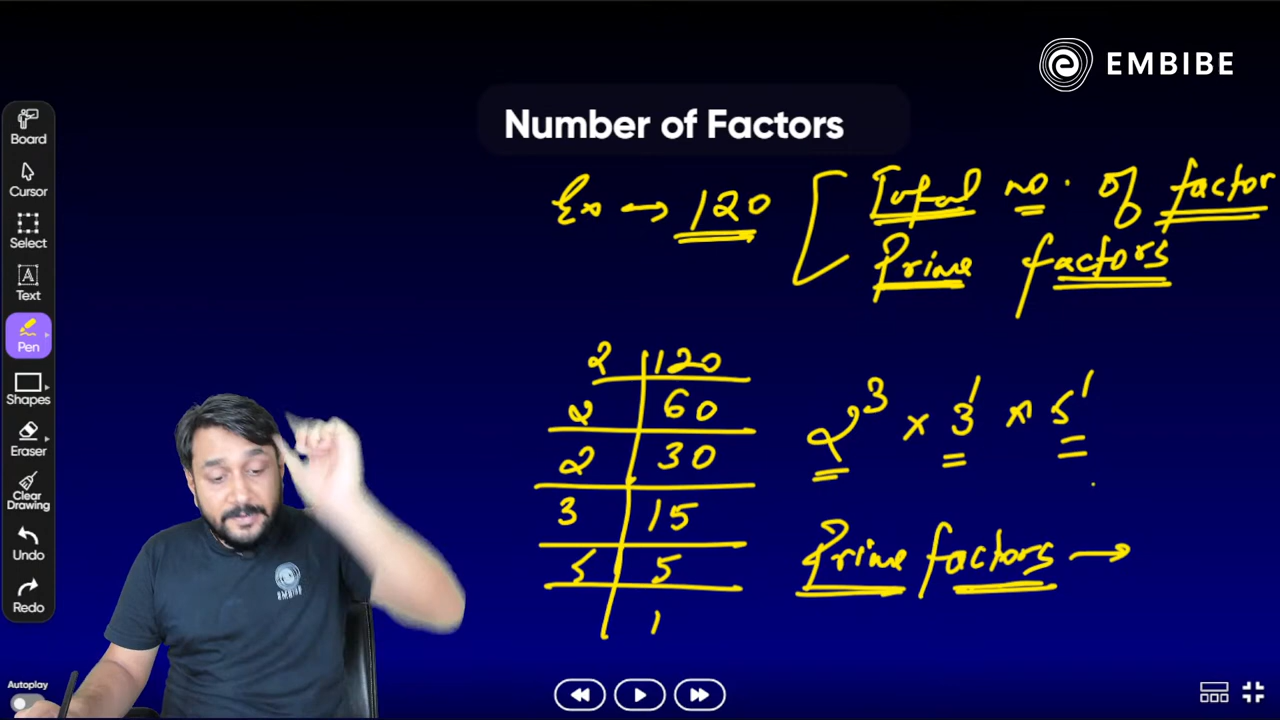 EMBIBE
Number of Factors
Ex → 120 [ Total no. of factor
Prime factors
Board
Cursor
Select
Text
Pen
Shapes
Eraser
Clear
Drawing
Undo
Redo
2 | 120
2 | 60
2 | 30
3 | 15
5 | 5
1
2³ × 3¹ × 5¹
Prime factors →
EMBIBE
Autoplay